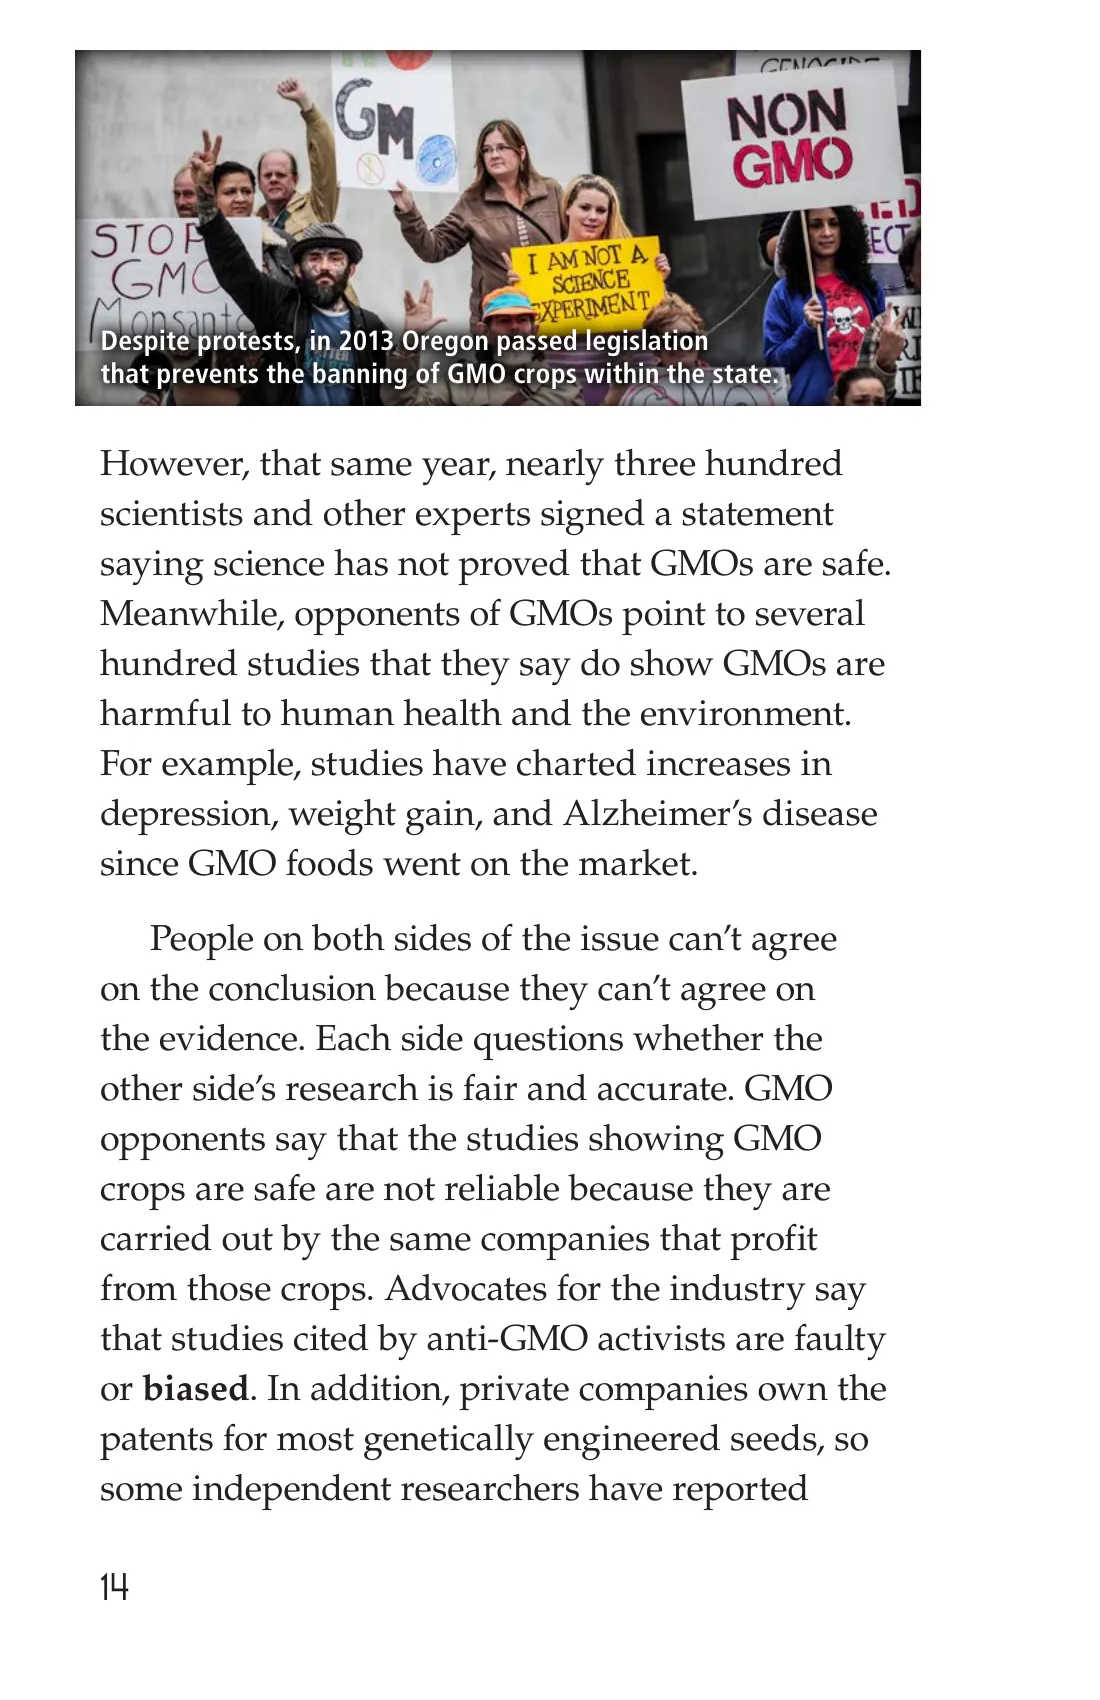 GENOCIDE
NO
GMO
NON
GMO
STOP
GMO
Monsanto
I AM NOT A
SCIENCE
EXPERIMENT
Despite protests, in 2013 Oregon passed legislation
that prevents the banning of GMO crops within the state.
However, that same year, nearly three hundred
scientists and other experts signed a statement
saying science has not proved that GMOs are safe.
Meanwhile, opponents of GMOs point to several
hundred studies that they say do show GMOs are
harmful to human health and the environment.
For example, studies have charted increases in
depression, weight gain, and Alzheimer’s disease
since GMO foods went on the market.
People on both sides of the issue can’t agree
on the conclusion because they can’t agree on
the evidence. Each side questions whether the
other side’s research is fair and accurate. GMO
opponents say that the studies showing GMO
crops are safe are not reliable because they are
carried out by the same companies that profit
from those crops. Advocates for the industry say
that studies cited by anti-GMO activists are faulty
or biased. In addition, private companies own the
patents for most genetically engineered seeds, so
some independent researchers have reported
14